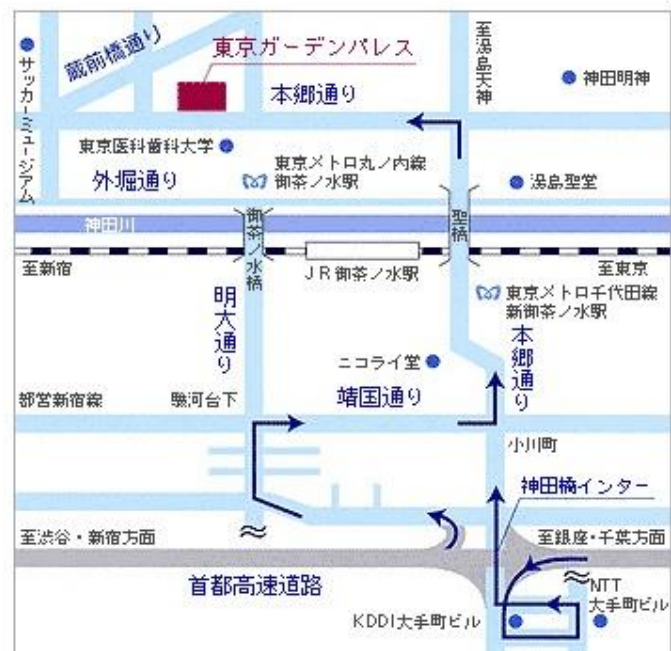 東京ガーデンパレス
蔵前橋通り
サッカーミュージアム
本郷通り
至湯島天神
神田明神
東京医科歯科大学
外堀通り
東京メトロ丸ノ内線
御茶ノ水駅
湯島聖堂
神田川
御茶ノ水橋
聖橋
至新宿
JR御茶ノ水駅
至東京
東京メトロ千代田線
新御茶ノ水駅
明大通り
本郷通り
ニコライ堂
都営新宿線
駿河台下
靖国通り
小川町
神田橋インター
至渋谷・新宿方面
至銀座・千葉方面
首都高速道路
NTT
大手町ビル
KDDI大手町ビル